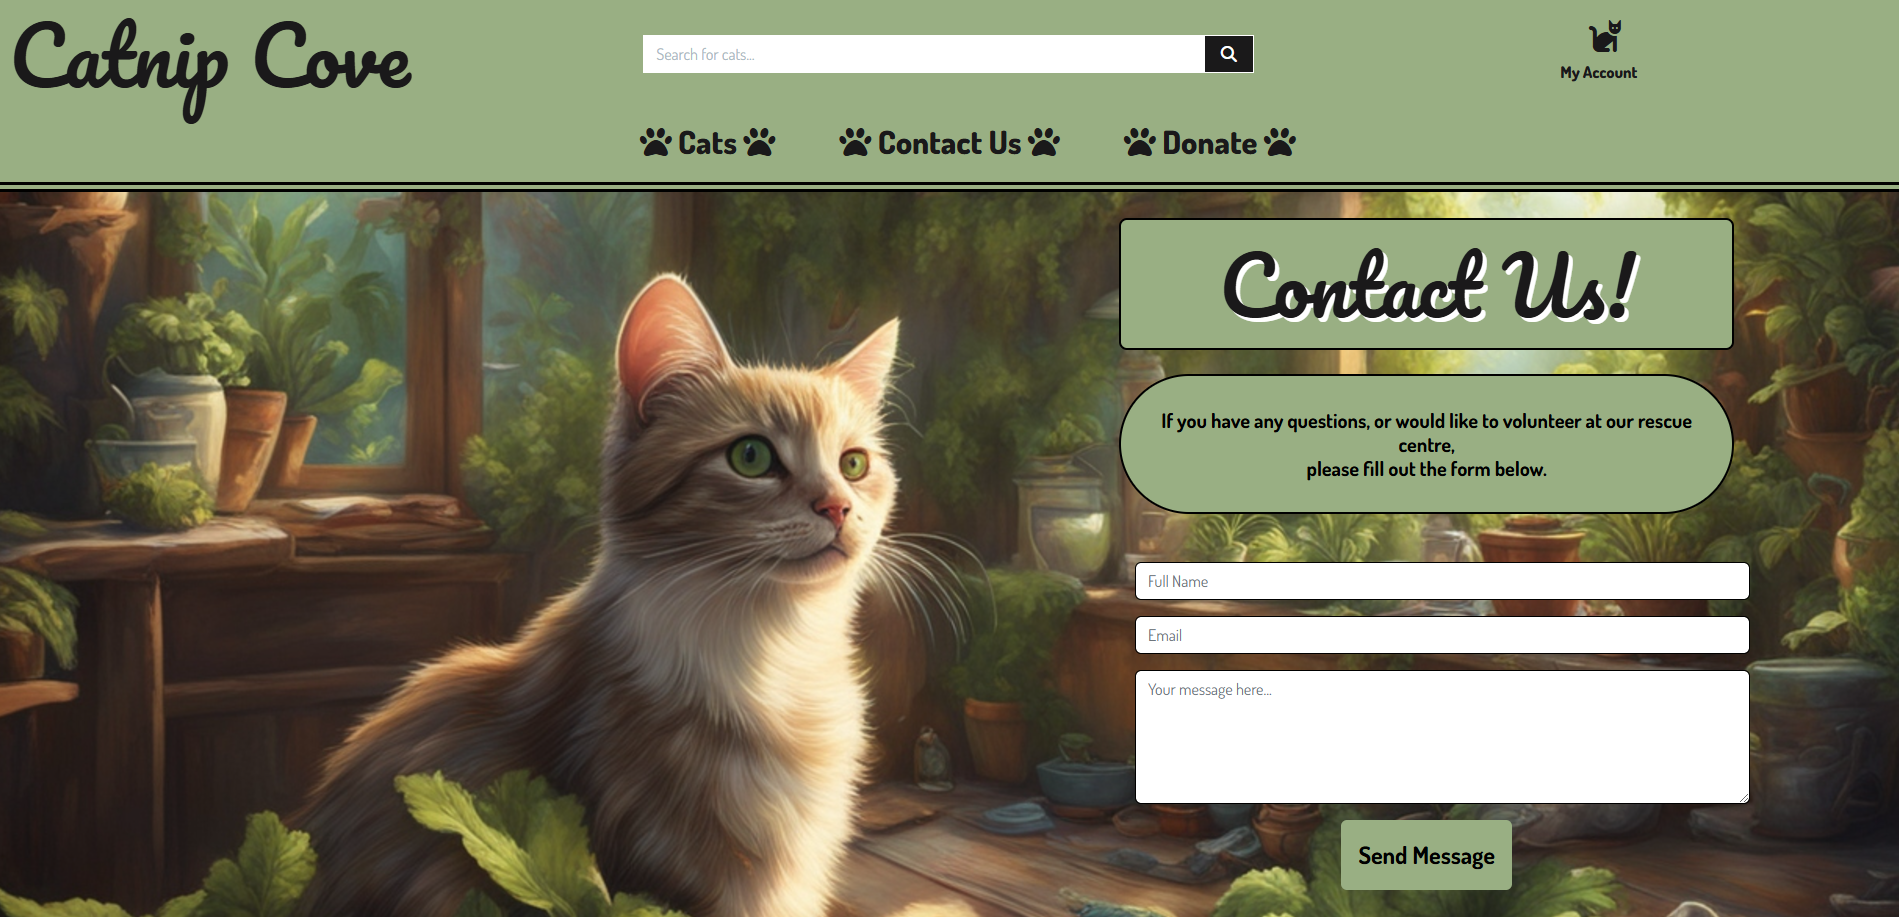 Catnip Cove
Search for cats...
My Account
Cats
Contact Us
Donate
Contact Us!
If you have any questions, or would like to volunteer at our rescue
centre,
please fill out the form below.
Full Name
Email
Your message here...
Send Message